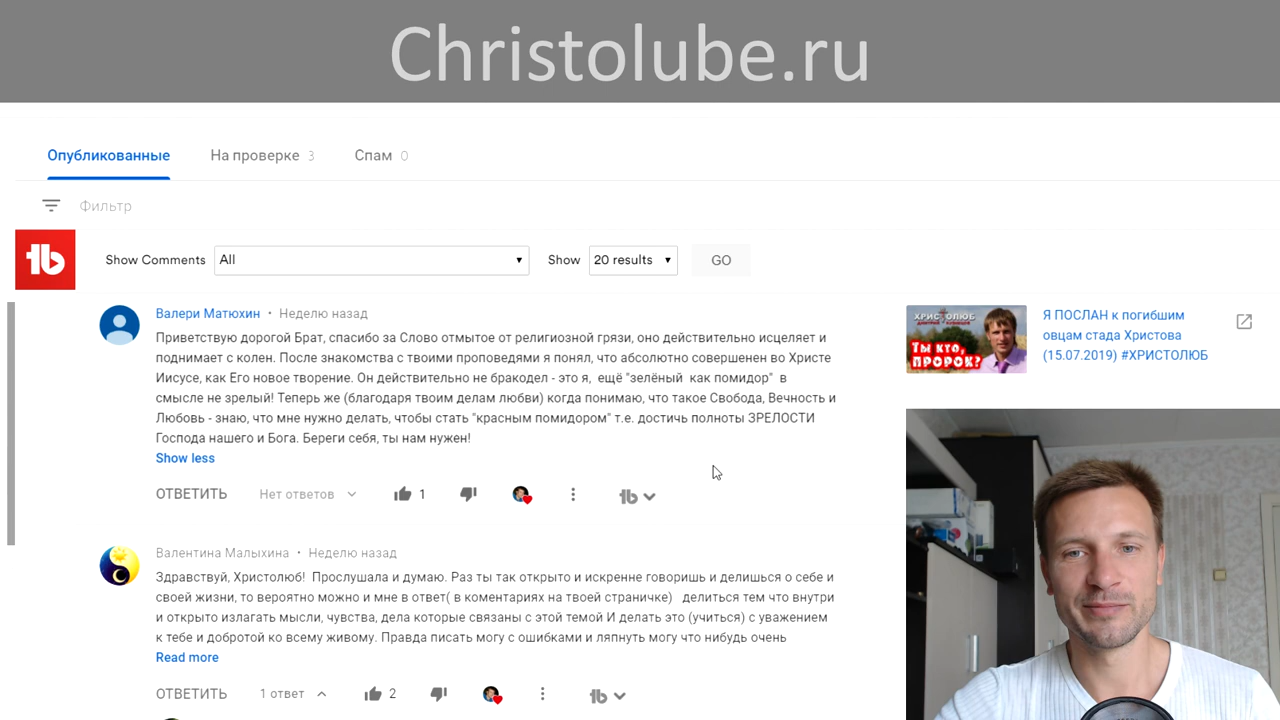 Christolube.ru
Опубликованные
На проверке 3
Спам 0
Фильтр
Show Comments
All
Show
20 results
GO
Валери Матюхин • Неделю назад
Приветствую дорогой Брат, спасибо за Слово отмытое от религиозной грязи, оно действительно исцеляет и
поднимает с колен. После знакомства с твоими проповедями я понял, что абсолютно совершенен во Христе
Иисусе, как Его новое творение. Он действительно не бракодел - это я, ещё "зелёный как помидор" в
смысле не зрелый! Теперь же (благодаря твоим делам любви) когда понимаю, что такое Свобода, Вечность и
Любовь - знаю, что мне нужно делать, чтобы стать "красным помидором" т.е. достичь полноты ЗРЕЛОСТИ
Господа нашего и Бога. Береги себя, ты нам нужен!
Show less
ОТВЕТИТЬ
Нет ответов
1
Я ПОСЛАН к погибшим
овцам стада Христова
(15.07.2019) #ХРИСТОЛЮБ
ХРИСТОЛЮБ
Ты кто,
ПРОРОК?
Валентина Малыхина • Неделю назад
Здравствуй, Христолюб! Прослушала и думаю. Раз ты так открыто и искренне говоришь и делишься о себе и
своей жизни, то вероятно можно и мне в ответ( в коментариях на твоей страничке) делиться тем что внутри
и открыто излагать мысли, чувства, дела которые связаны с этой темой И делать это (учиться) с уважением
к тебе и добротой ко всему живому. Правда писать могу с ошибками и ляпнуть могу что нибудь очень
Read more
ОТВЕТИТЬ
1 ответ
2